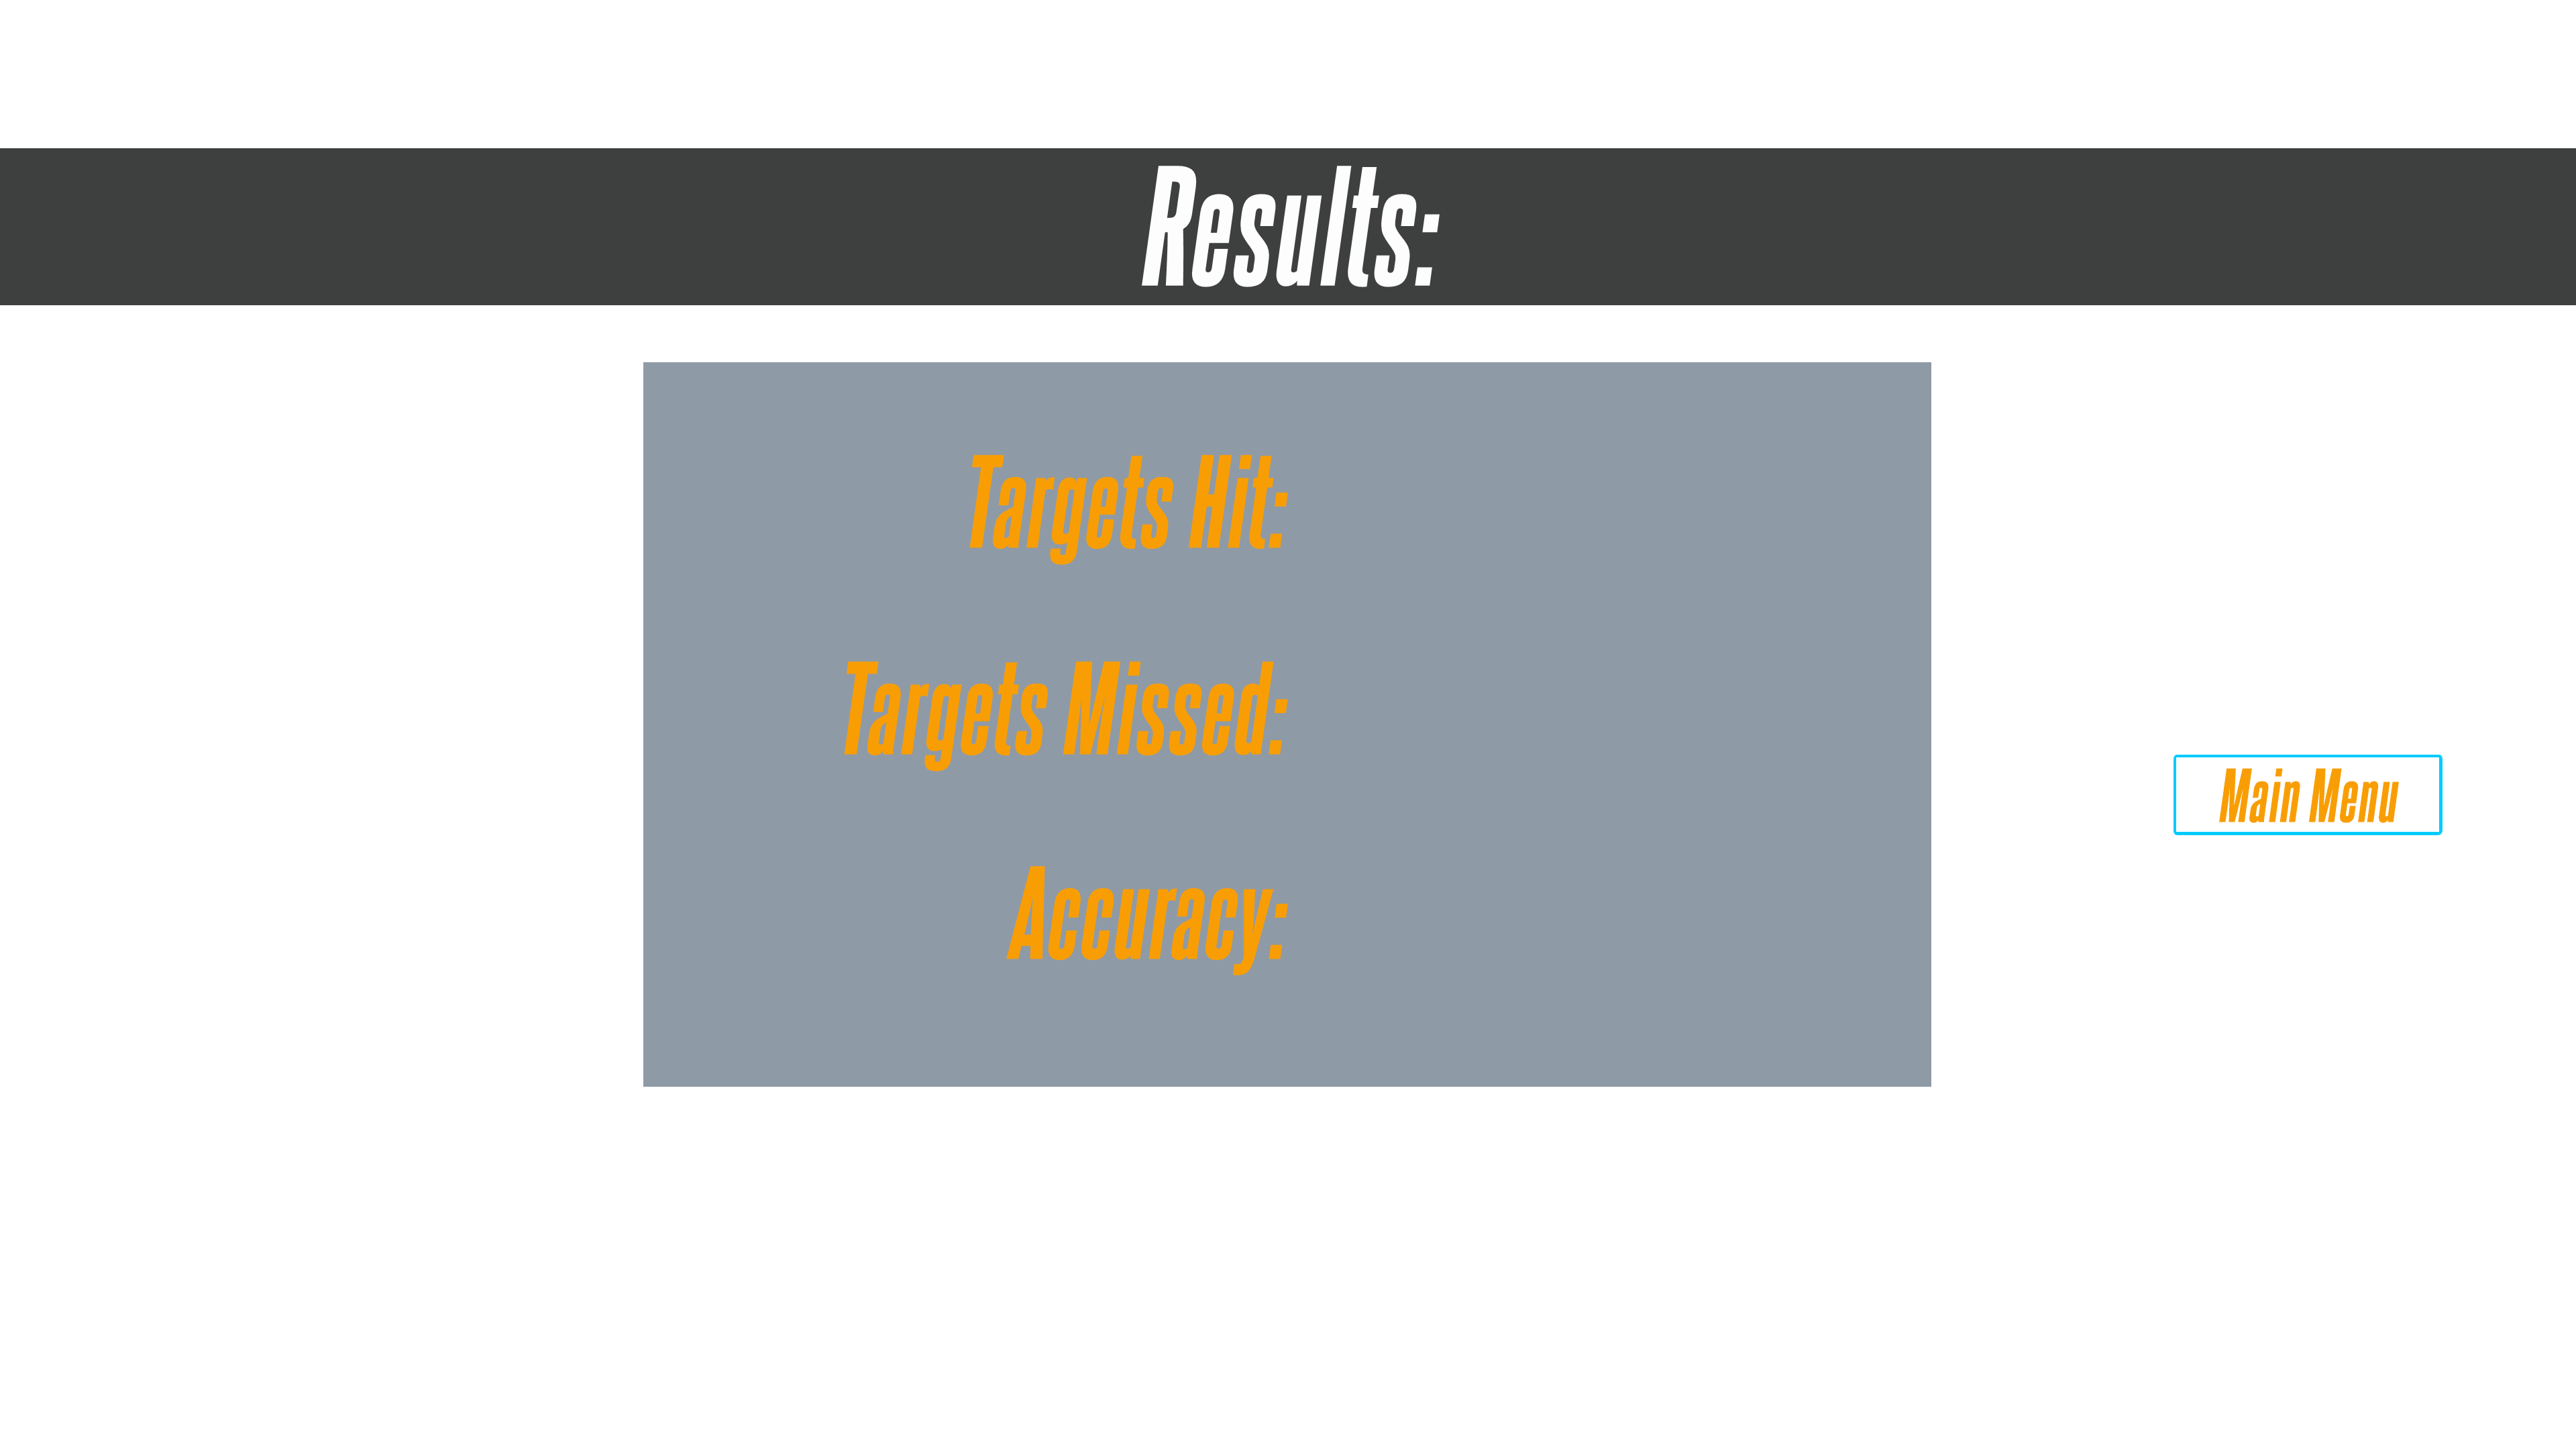 Results:
Targets Hit:
Targets Missed:
Accuracy:
Main Menu